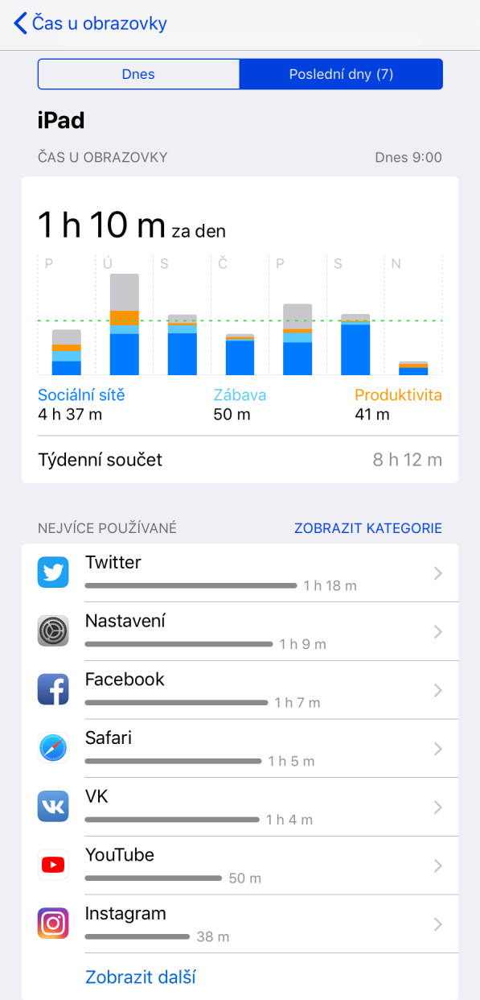 Čas u obrazovky
Dnes
Poslední dny (7)
iPad
ČAS U OBRAZOVKY
Dnes 9:00
1 h 10 m za den
P Ú S Č P S N
Sociální sítě Zábava Produktivita
4 h 37 m 50 m 41 m
Týdenní součet 8 h 12 m
NEJVÍCE POUŽÍVANÉ ZOBRAZIT KATEGORIE
Twitter
1 h 18 m
Nastavení
1 h 9 m
Facebook
1 h 7 m
Safari
1 h 5 m
VK
1 h 4 m
YouTube
50 m
Instagram
38 m
Zobrazit další